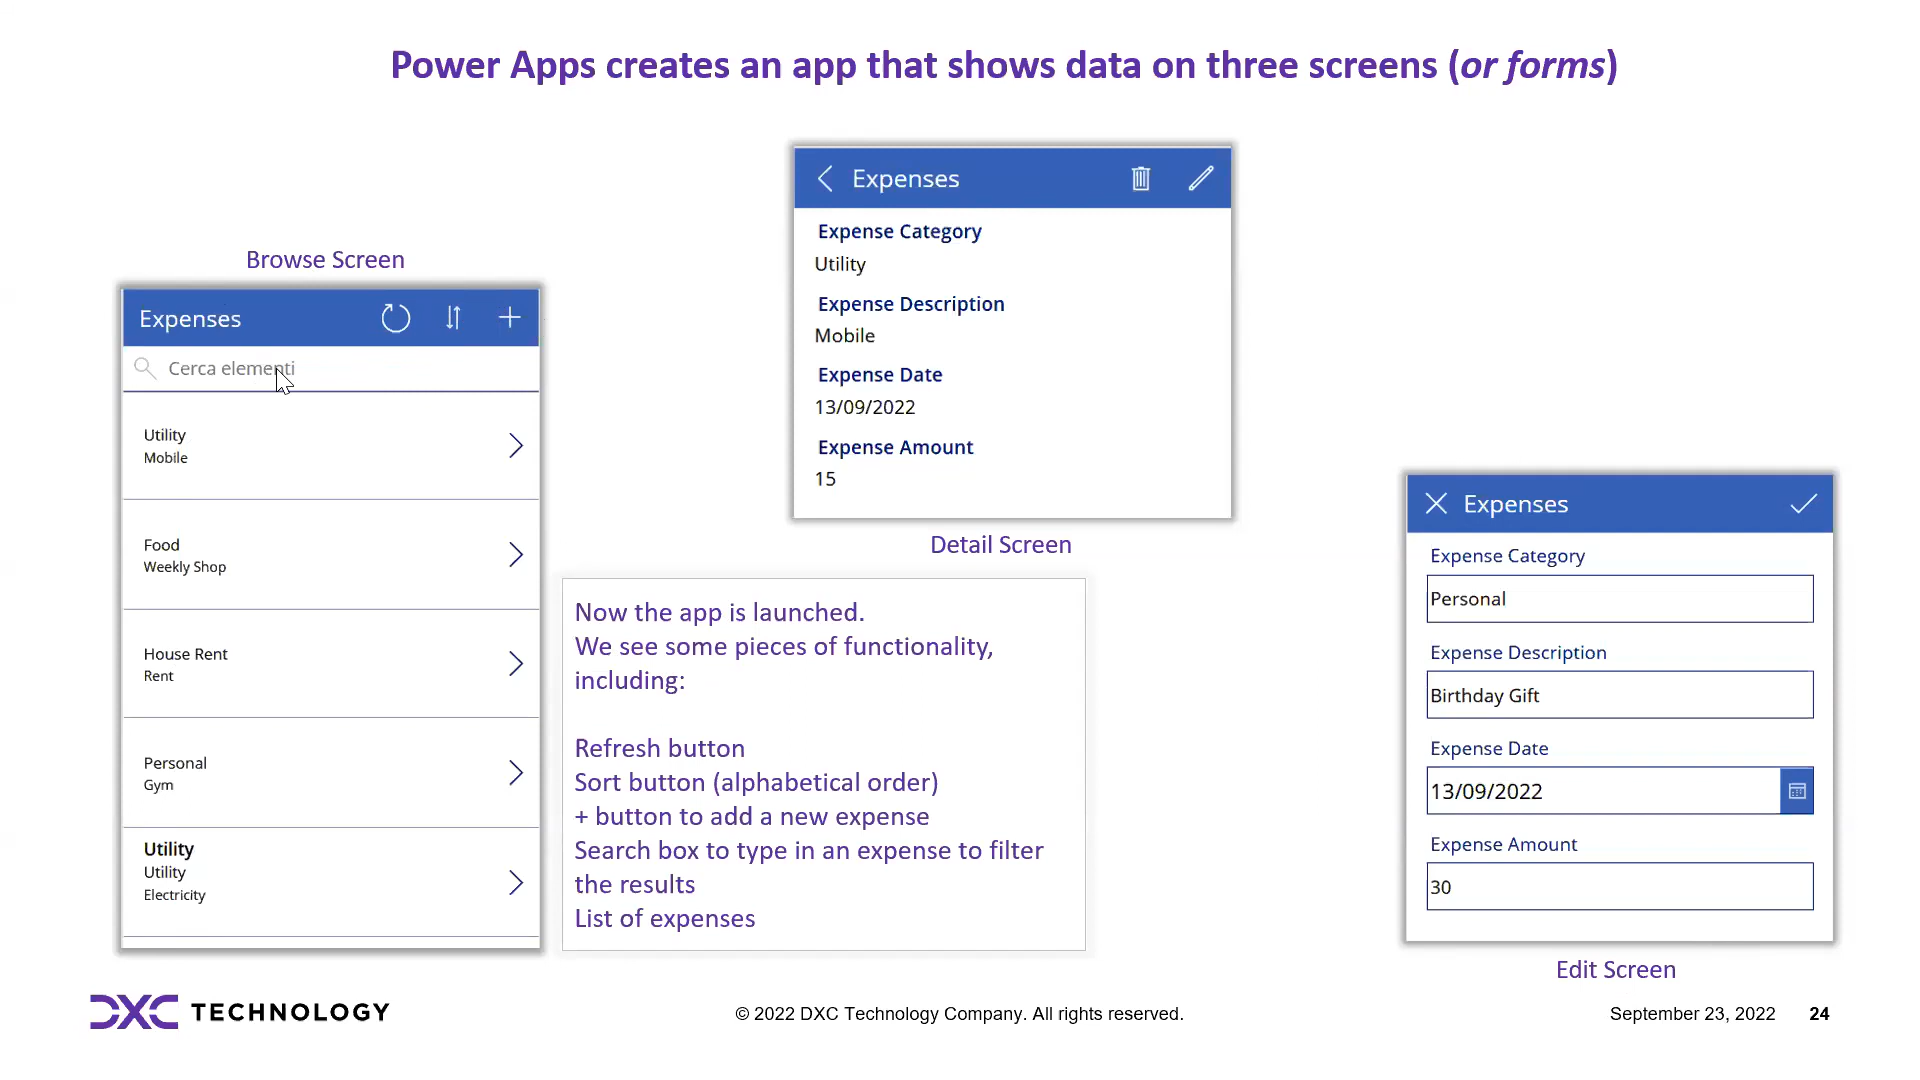 Power Apps creates an app that shows data on three screens (or forms)
Browse Screen
Expenses
Cerca elementi
Utility
Mobile
Food
Weekly Shop
House Rent
Rent
Personal
Gym
Utility
Utility
Electricity
Expenses
Expense Category
Utility
Expense Description
Mobile
Expense Date
13/09/2022
Expense Amount
15
Detail Screen
Now the app is launched.
We see some pieces of functionality,
including:
Refresh button
Sort button (alphabetical order)
+ button to add a new expense
Search box to type in an expense to filter
the results
List of expenses
Expenses
Expense Category
Personal
Expense Description
Birthday Gift
Expense Date
13/09/2022
Expense Amount
30
Edit Screen
DXC TECHNOLOGY
© 2022 DXC Technology Company. All rights reserved.
September 23, 2022 24